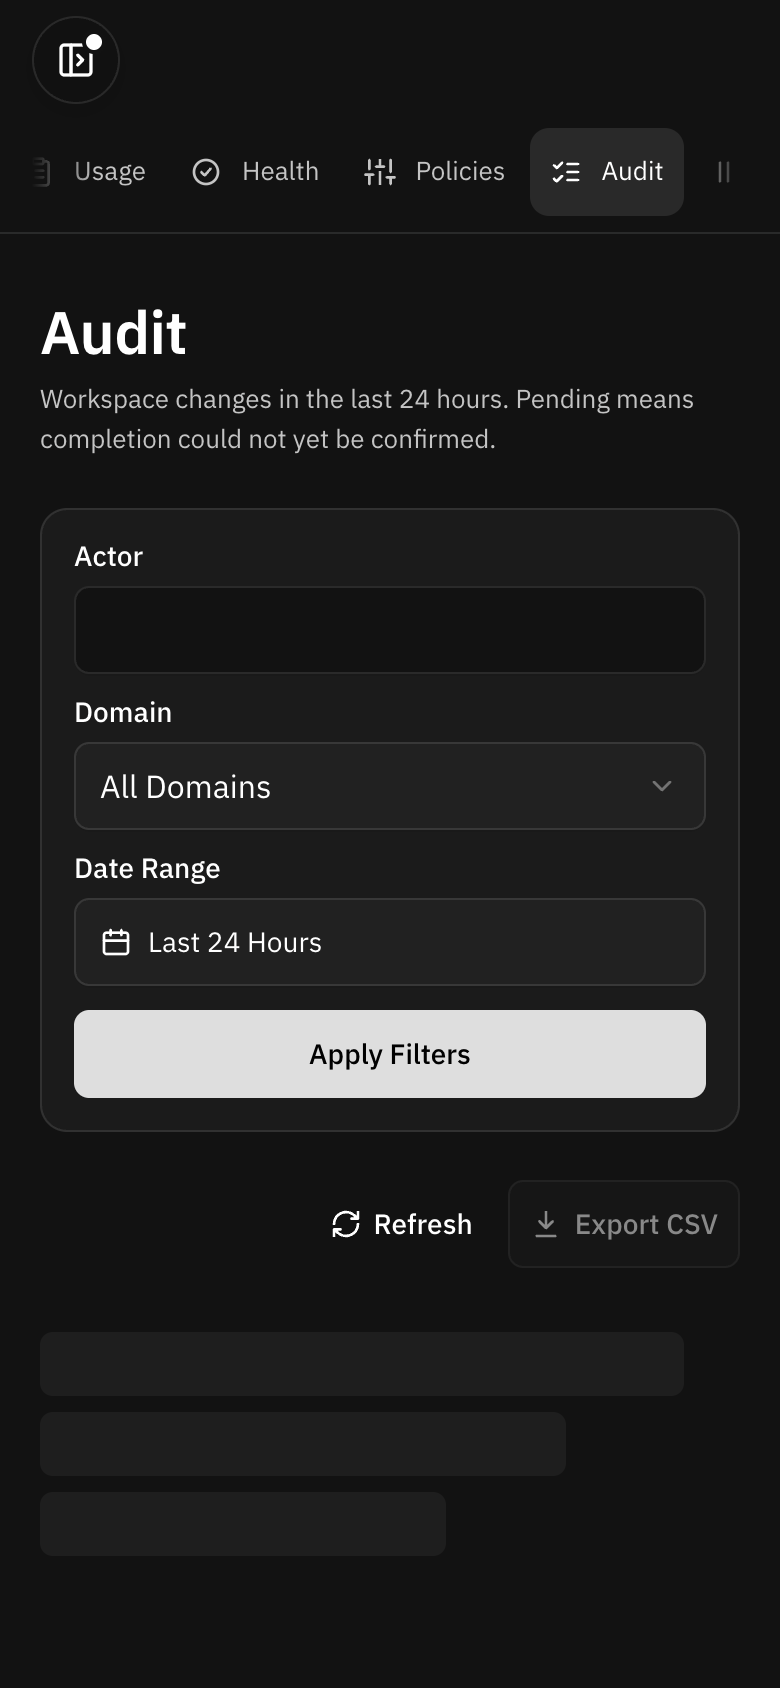 Usage
Health
Policies
Audit
Audit
Workspace changes in the last 24 hours. Pending means
completion could not yet be confirmed.
Actor
Domain
All Domains
Date Range
Last 24 Hours
Apply Filters
Refresh
Export CSV